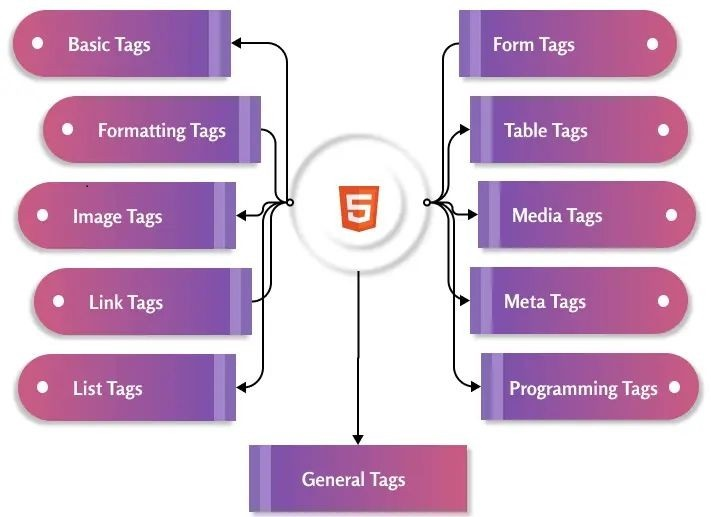 Basic Tags
Formatting Tags
Image Tags
Link Tags
List Tags
5
Form Tags
Table Tags
Media Tags
Meta Tags
Programming Tags
General Tags